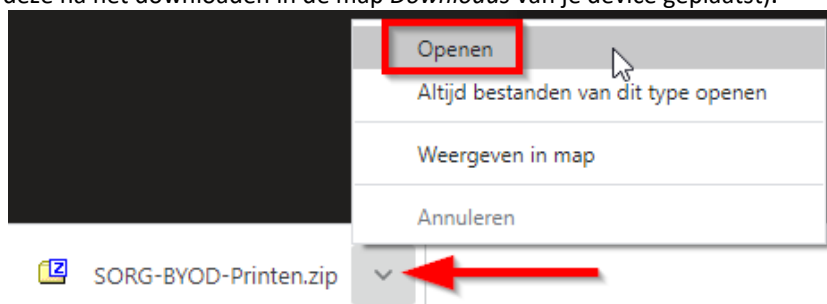 deze na het downloaden in de map Downloads van je device geplaatst).
Openen
Altijd bestanden van dit type openen
Weergeven in map
Annuleren
SORG-BYOD-Printen.zip